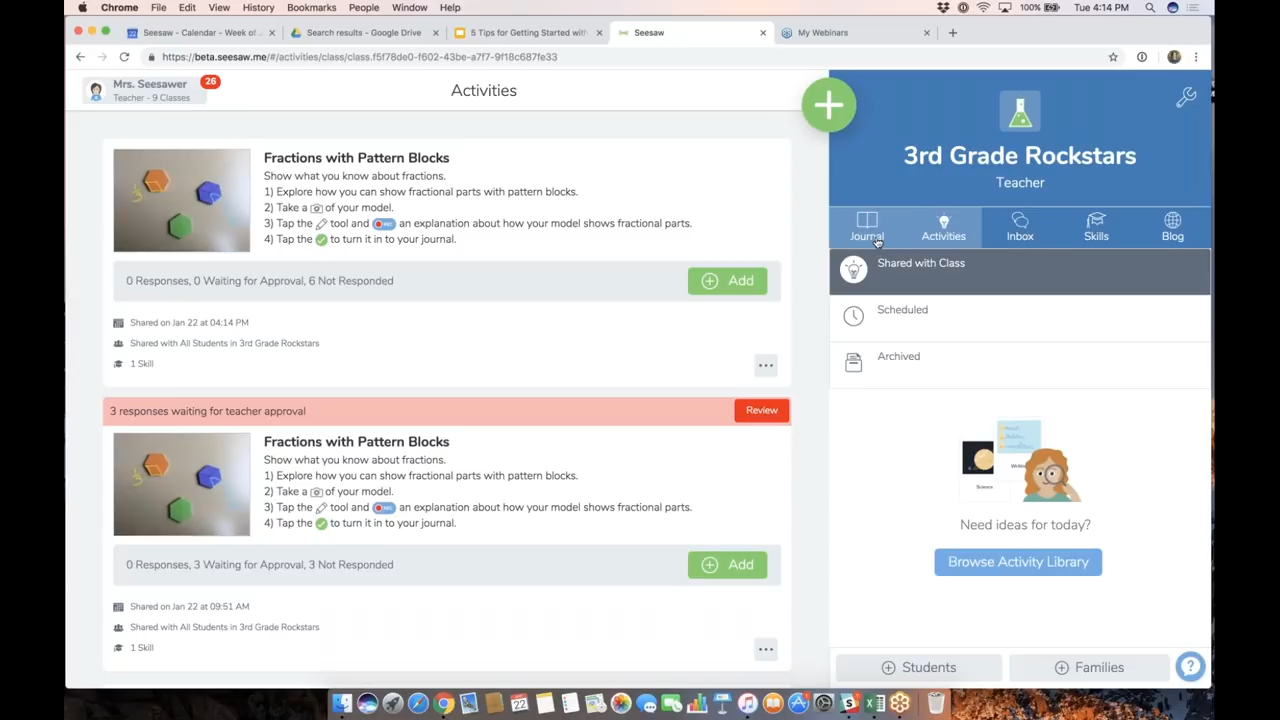 Chrome File Edit View History Bookmarks People Window Help
100% Tue 4:14 PM
Seesaw - Calendar - Week of
Search results - Google Drive
5 Tips for Getting Started with
Seesaw
My Webinars
https://beta.seesaw.me/#/activities/class/class.f5f78de0-f602-43be-a7f7-9f18c687fe33
Mrs. Seesawer
Teacher - 9 Classes
26
Activities
Fractions with Pattern Blocks
Show what you know about fractions.
1) Explore how you can show fractional parts with pattern blocks.
2) Take a of your model.
3) Tap the tool and REC an explanation about how your model shows fractional parts.
4) Tap the to turn it in to your journal.
0 Responses, 0 Waiting for Approval, 6 Not Responded
Add
Shared on Jan 22 at 04:14 PM
Shared with All Students in 3rd Grade Rockstars
1 Skill
3 responses waiting for teacher approval
Review
Fractions with Pattern Blocks
Show what you know about fractions.
1) Explore how you can show fractional parts with pattern blocks.
2) Take a of your model.
3) Tap the tool and REC an explanation about how your model shows fractional parts.
4) Tap the to turn it in to your journal.
0 Responses, 3 Waiting for Approval, 3 Not Responded
Add
Shared on Jan 22 at 09:51 AM
Shared with All Students in 3rd Grade Rockstars
1 Skill
3rd Grade Rockstars
Teacher
Journal
Activities
Inbox
Skills
Blog
Shared with Class
Scheduled
Archived
Science
Need ideas for today?
Browse Activity Library
Students
Families
?
22